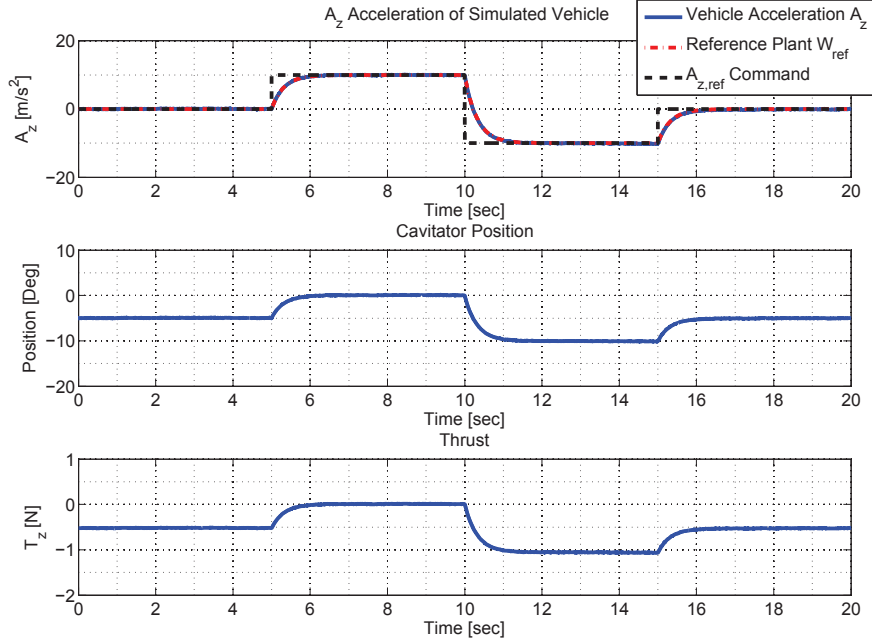 A_z Acceleration of Simulated Vehicle
Vehicle Acceleration A_z
Reference Plant W_ref
A_z,ref Command
A_z [m/s²]
20
0
−20
0 2 4 6 8 10 12 14 16 18 20
Time [sec]
Cavitator Position
Position [Deg]
10
0
−10
−20
0 2 4 6 8 10 12 14 16 18 20
Time [sec]
Thrust
T_z [N]
1
0
−1
−2
0 2 4 6 8 10 12 14 16 18 20
Time [sec]